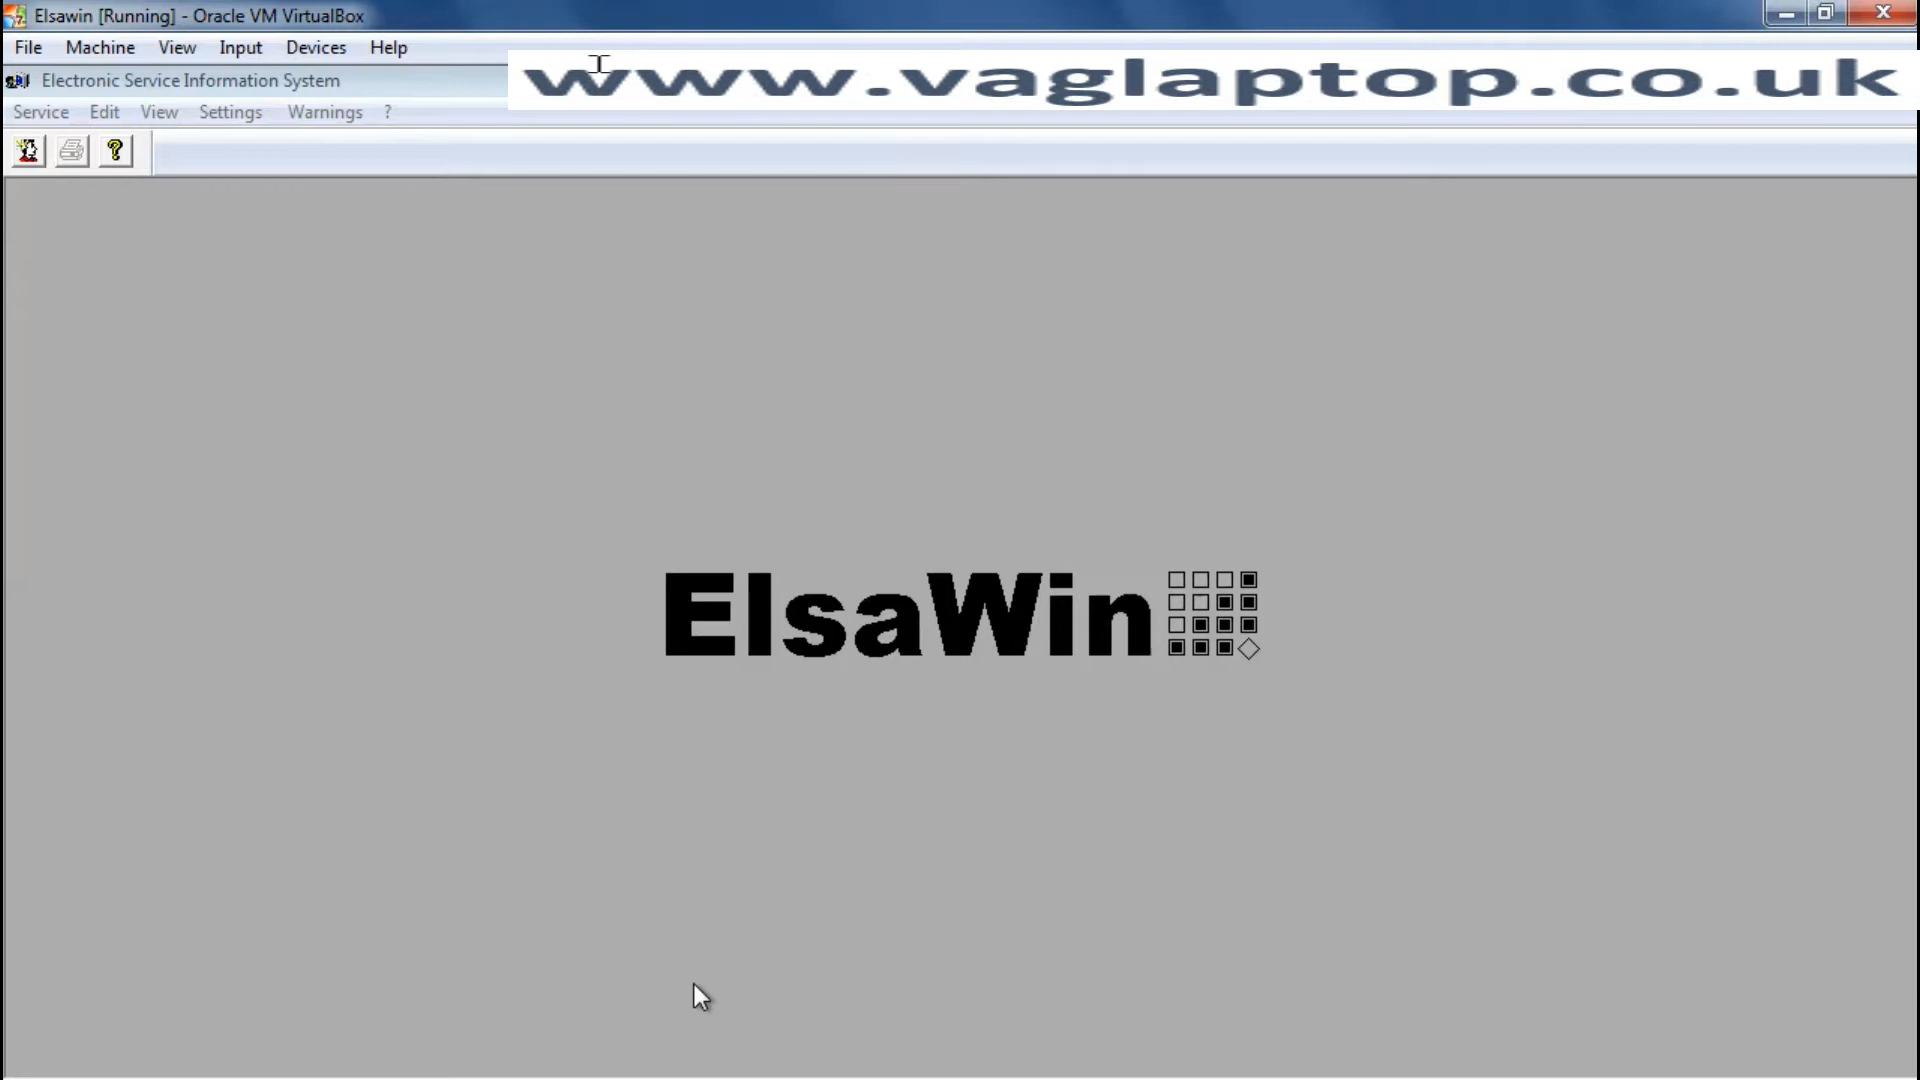 Elsawin [Running] - Oracle VM VirtualBox
File Machine View Input Devices Help
Electronic Service Information System
www.vaglaptop.co.uk
Service Edit View Settings Warnings ?
ElsaWin